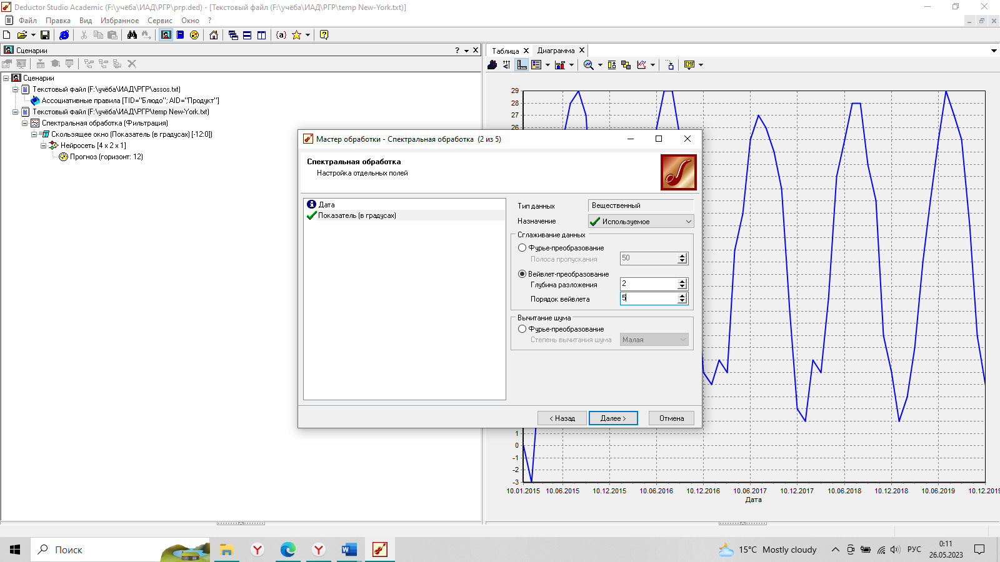 Deductor Studio Academic (F:\учёба\ИАД\РГР\ргр.ded) - [Текстовый файл (F:\учёба\ИАД\РГР\temp New-York.txt)]
Файл Правка Вид Избранное Сервис Окно ?
Сценарии
Таблица Диаграмма
Сценарии
Текстовый файл (F:\учёба\ИАД\РГР\assos.txt)
Ассоциативные правила [TID="Блюдо"; AID="Продукт"]
Текстовый файл (F:\учёба\ИАД\РГР\temp New-York.txt)
Спектральная обработка (Фильтрация)
Скользящее окно (Показатель (в градусах) [-12:0])
Нейросеть [4 x 2 x 1]
Прогноз (горизонт: 12)
Мастер обработки - Спектральная обработка (2 из 5)
Спектральная обработка
Настройка отдельных полей
Дата
Показатель (в градусах)
Тип данных Вещественный
Назначение Используемое
Сглаживание данных
Фурье-преобразование
Полоса пропускания 50
Вейвлет-преобразование
Глубина разложения 2
Порядок вейвлета 5
Вычитание шума
Фурье-преобразование
Степень вычитания шума Малая
< Назад Далее > Отмена
29
28
27
26
1
0
-1
-2
-3
10.01.2015 10.06.2015 10.12.2015 10.06.2016 10.12.2016 10.06.2017 10.12.2017 10.06.2018 10.12.2018 10.06.2019 10.12.2019
Дата
Поиск
15°C Mostly cloudy
РУС
0:11
26.05.2023